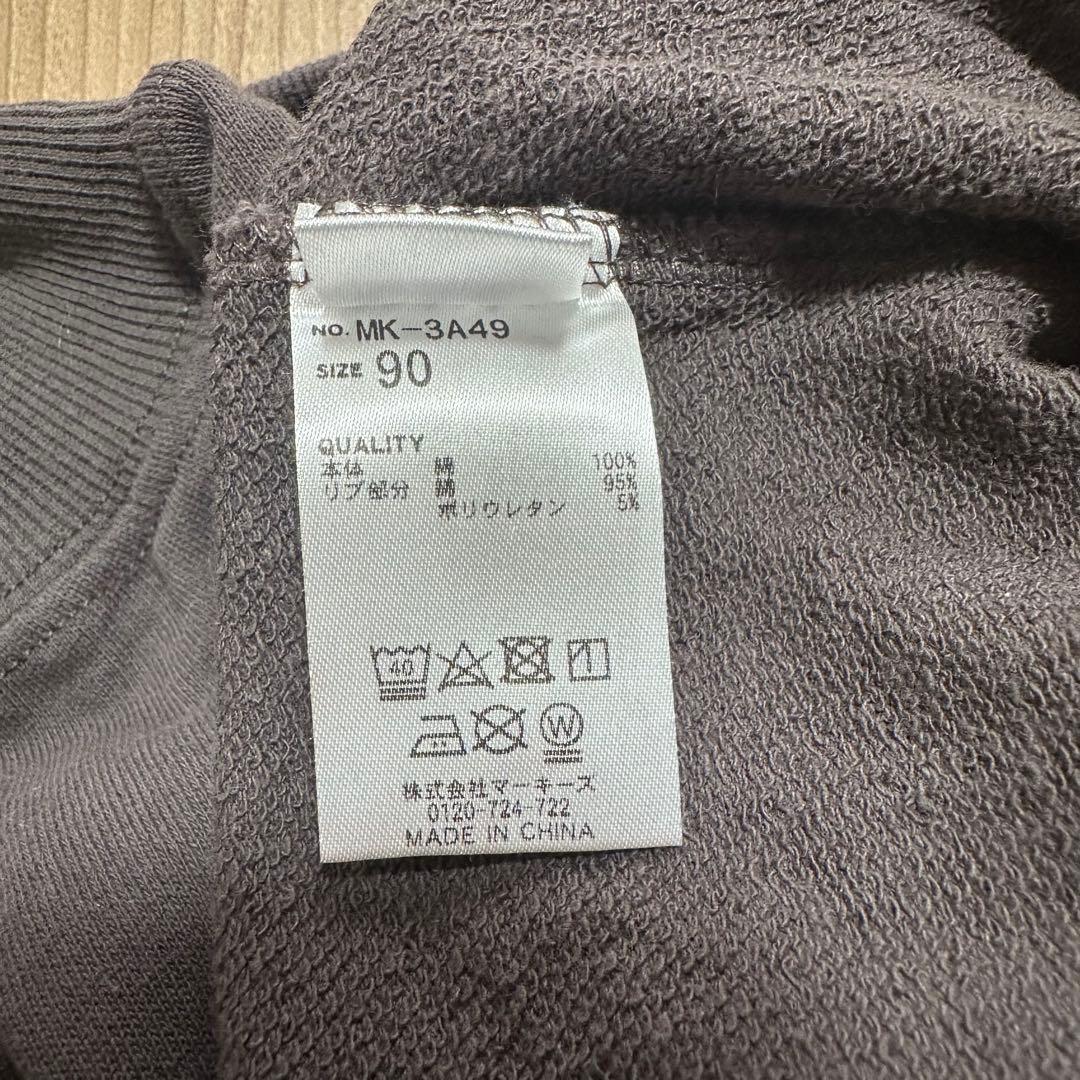 NO. MK-3A49
SIZE 90
QUALITY
本体 綿 100%
リブ部分 綿 95%
ポリウレタン 5%
40
W
株式会社マーキーズ
0120-724-722
MADE IN CHINA